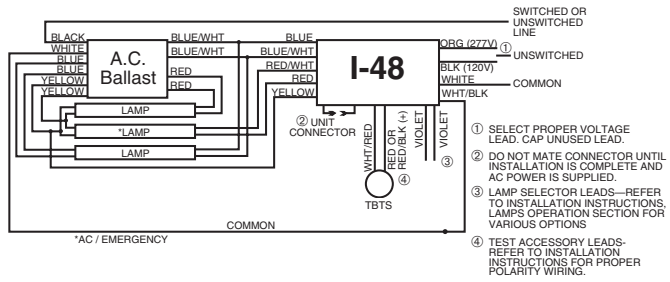 SWITCHED OR
UNSWITCHED
LINE
BLACK
WHITE
BLUE
BLUE
YELLOW
YELLOW
A.C.
Ballast
BLUE/WHT
BLUE/WHT
RED
RED
BLUE
BLUE/WHT
RED/WHT
RED
YELLOW
I-48
ORG (277V)
①
UNSWITCHED
BLK (120V)
WHITE
COMMON
WHT/BLK
LAMP
*LAMP
LAMP
② UNIT
CONNECTOR
WHT/RED
RED OR
RED/BLK (+)
VIOLET
VIOLET
③
④
TBTS
COMMON
*AC / EMERGENCY
① SELECT PROPER VOLTAGE
LEAD. CAP UNUSED LEAD.
② DO NOT MATE CONNECTOR UNTIL
INSTALLATION IS COMPLETE AND
AC POWER IS SUPPLIED.
③ LAMP SELECTOR LEADS—REFER
TO INSTALLATION INSTRUCTIONS,
LAMPS OPERATION SECTION FOR
VARIOUS OPTIONS
④ TEST ACCESSORY LEADS-
REFER TO INSTALLATION
INSTRUCTIONS FOR PROPER
POLARITY WIRING.